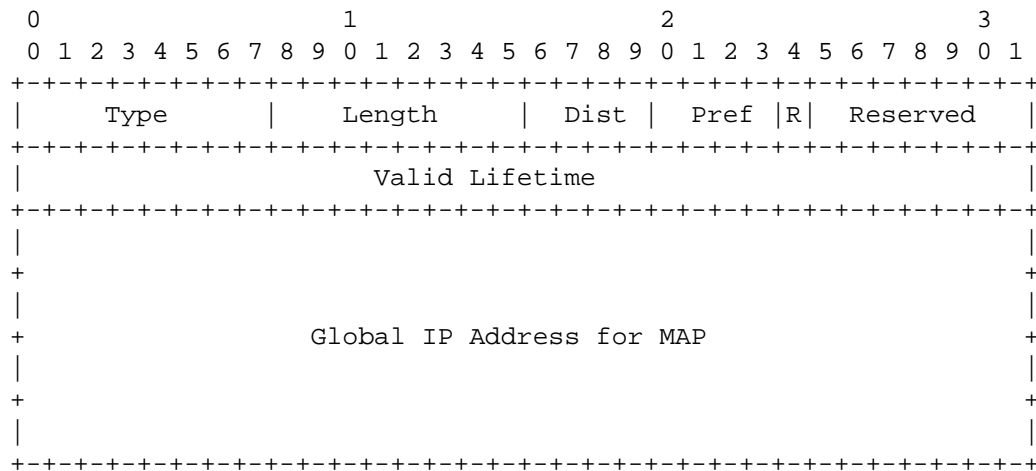 0                   1                   2                   3
 0 1 2 3 4 5 6 7 8 9 0 1 2 3 4 5 6 7 8 9 0 1 2 3 4 5 6 7 8 9 0 1
+-+-+-+-+-+-+-+-+-+-+-+-+-+-+-+-+-+-+-+-+-+-+-+-+-+-+-+-+-+-+-+-+
|     Type      |    Length     |  Dist |  Pref |R|  Reserved   |
+-+-+-+-+-+-+-+-+-+-+-+-+-+-+-+-+-+-+-+-+-+-+-+-+-+-+-+-+-+-+-+-+
|                      Valid Lifetime                           |
+-+-+-+-+-+-+-+-+-+-+-+-+-+-+-+-+-+-+-+-+-+-+-+-+-+-+-+-+-+-+-+-+
|                                                               |
+                                                               +
|                                                               |
+                  Global IP Address for MAP                    +
|                                                               |
+                                                               +
|                                                               |
+-+-+-+-+-+-+-+-+-+-+-+-+-+-+-+-+-+-+-+-+-+-+-+-+-+-+-+-+-+-+-+-+